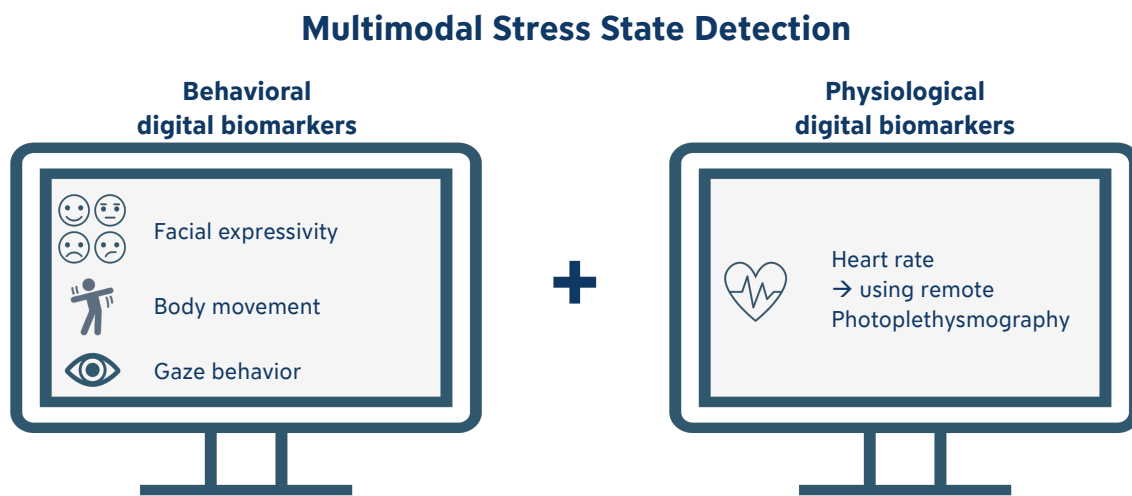 Multimodal Stress State Detection
Behavioral
digital biomarkers
Facial expressivity
Body movement
Gaze behavior
+
Physiological
digital biomarkers
Heart rate
→ using remote
Photoplethysmography